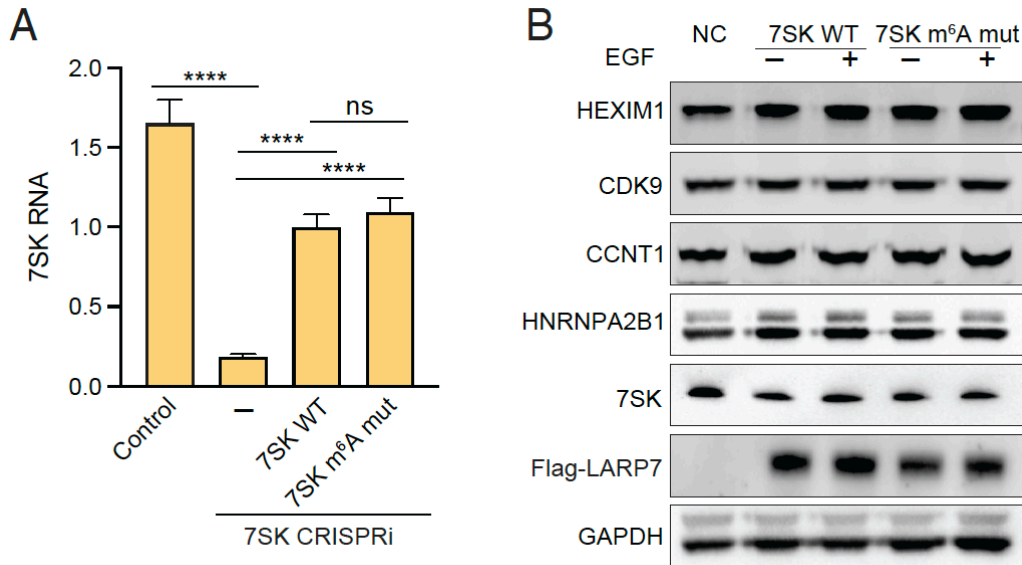 A
2.0
1.5
1.0
0.5
0.0
7SK RNA
****
ns
****
****
Control
–
7SK WT
7SK m⁶A mut
7SK CRISPRi
B
NC 7SK WT 7SK m⁶A mut
EGF – + – +
HEXIM1
CDK9
CCNT1
HNRNPA2B1
7SK
Flag-LARP7
GAPDH